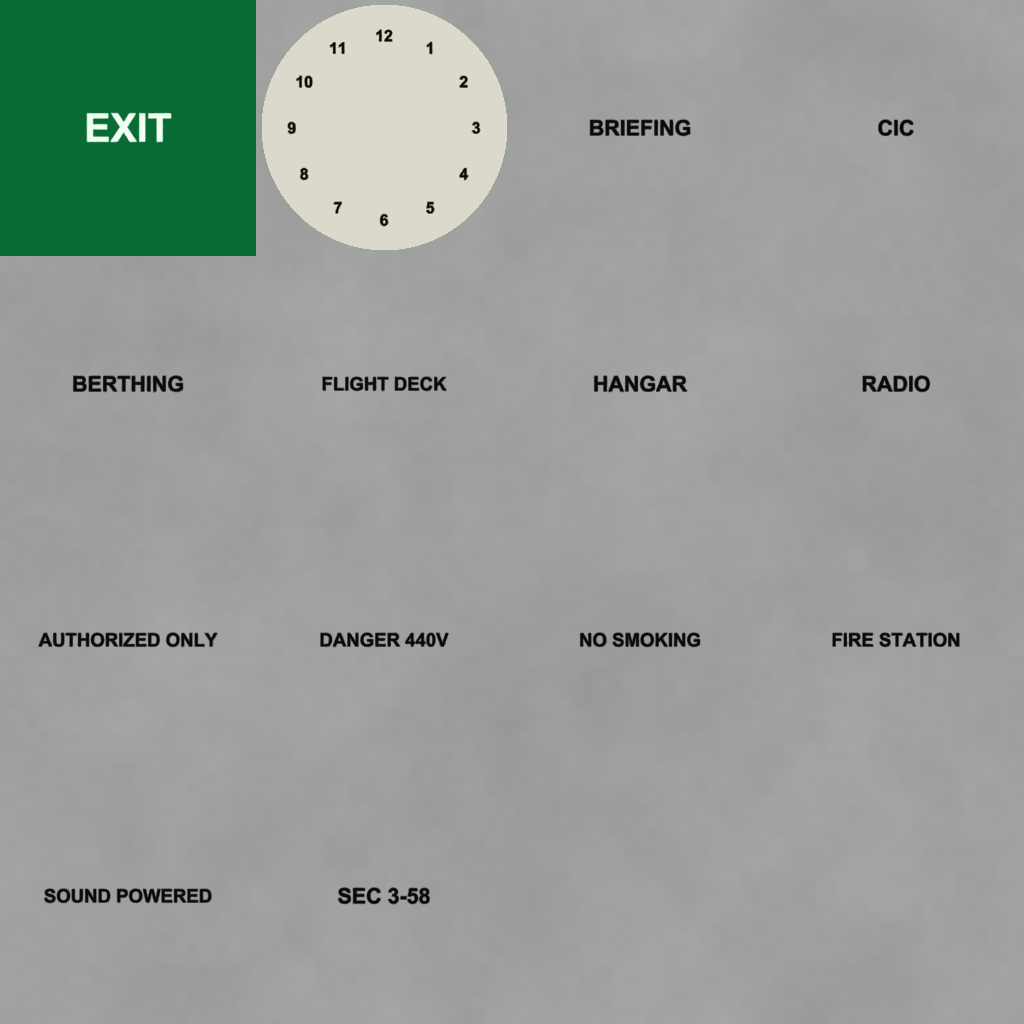 EXIT
12
11
1
10
2
9
3
8
4
7
5
6
BRIEFING
CIC
BERTHING
FLIGHT DECK
HANGAR
RADIO
AUTHORIZED ONLY
DANGER 440V
NO SMOKING
FIRE STATION
SOUND POWERED
SEC 3-58